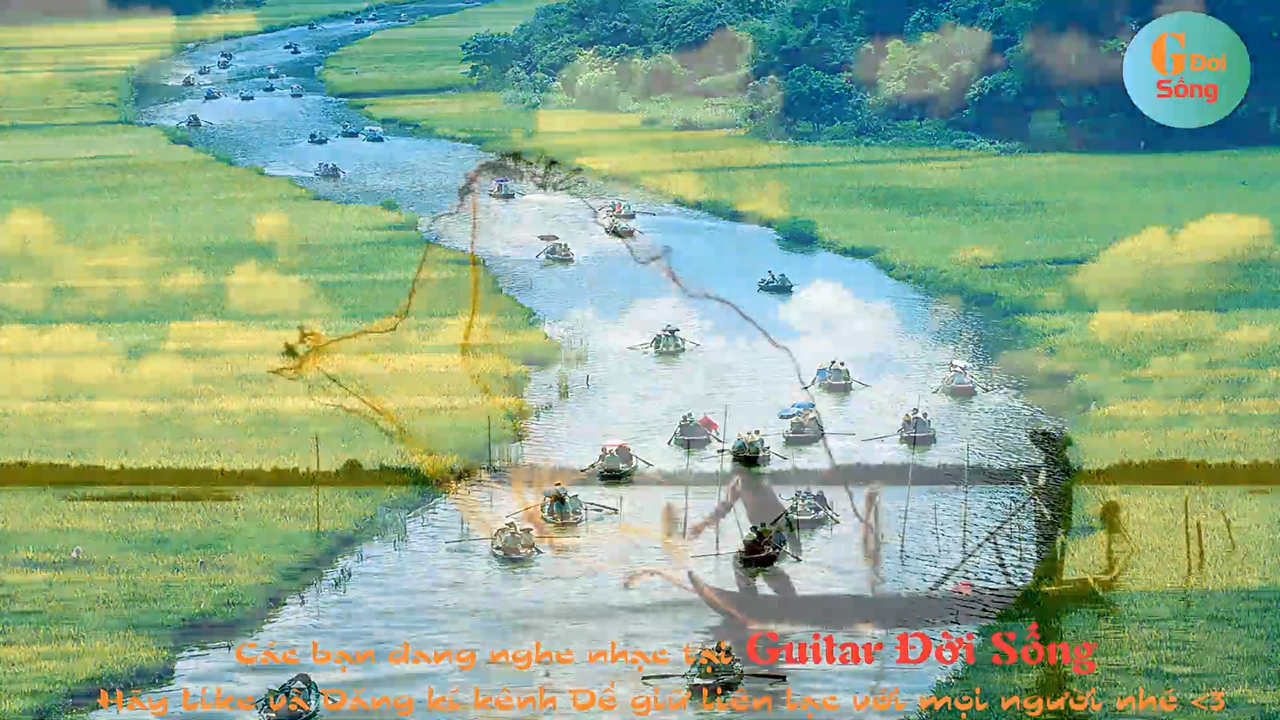 G Đời
Sống
Các bạn đang nghe nhạc tại Guitar Đời Sống
Hãy Like và Đăng kí kênh Để giữ liên lạc với mọi người nhé <3